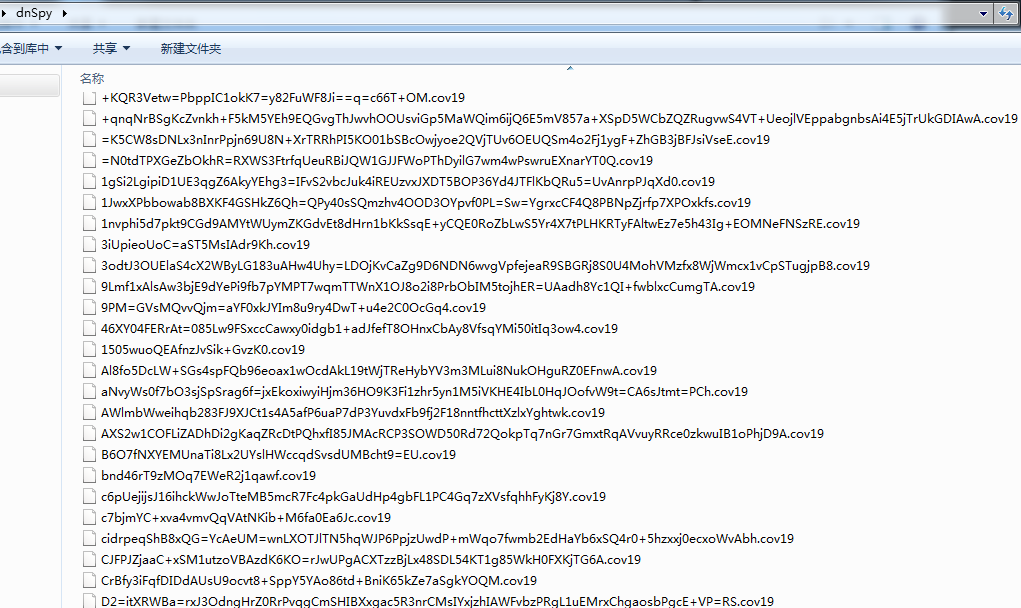 dnSpy
含到库中 共享 新建文件夹
名称
+KQR3Vetw=PbppIC1okK7=y82FuWF8Ji==q=c66T+OM.cov19
+qnqNrBSgKcZvnkh+F5kM5YEh9EQGvgThJwvhOOUsviGp5MaWQim6ijQ6E5mV857a+XSpD5WCbZQZRugvwS4VT+UeojlVEppabgnbsAi4E5jTrUkGDIAwA.cov19
=K5CW8sDNLx3nInrPpjn69U8N+XrTRRhPI5KO01bSBcOwjyoe2QVjTUv6OEUQSm4o2Fj1ygF+ZhGB3jBFJsiVseE.cov19
=N0tdTPXGeZbOkhR=RXWS3FtrfqUeuRBiJQW1GJJFWoPThDyilG7wm4wPswruEXnarYT0Q.cov19
1gSi2LgipiD1UE3qgZ6AkyYEhg3=IFvS2vbcJuk4iREUzvxJXDT5BOP36Yd4JTFlKbQRu5=UvAnrpPJqXd0.cov19
1JwxXPbbowab8BXKF4GSHkZ6Qh=QPy40sSQmzhv4OOD3OYpvf0PL=Sw=YgrxcCF4Q8PBNpZjrfp7XPOxkfs.cov19
1nvphi5d7pkt9CGd9AMYtWUymZKGdvEt8dHrn1bKkSsqE+yCQE0RoZbLwS5Yr4X7tPLHKRTyFAltwEz7e5h43Ig+EOMNeFNSzRE.cov19
3iUpieoUoC=aST5MsIAdr9Kh.cov19
3odtJ3OUElaS4cX2WByLG183uAHw4Uhy=LDOjKvCaZg9D6NDN6wvgVpfejeaR9SBGRj8S0U4MohVMzfx8WjWmcx1vCpSTugjpB8.cov19
9Lmf1xAlsAw3bjE9dYePi9fb7pYMPT7wqmTTWnX1OJ8o2i8PrbObIM5tojhER=UAadh8Yc1QI+fwblxcCumgTA.cov19
9PM=GVsMQvvQjm=aYF0xkJYIm8u9ry4DwT+u4e2C0OcGq4.cov19
46XY04FERrAt=085Lw9FSxccCawxy0idgb1+adJfefT8OHnxCbAy8VfsqYMi50itIq3ow4.cov19
1505wuoQEAfnzJvSik+GvzK0.cov19
Al8fo5DcLW+SGs4spFQb96eoax1wOcdAkL19tWjTReHybYV3m3MLui8NukOHguRZ0EFnwA.cov19
aNvyWs0f7bO3sjSpSrag6f=jxEkoxiwyiHjm36HO9K3Fi1zhr5yn1M5iVKHE4IbL0HqJOofvW9t=CA6sJtmt=PCh.cov19
AWlmbWweihqb283FJ9XJCt1s4A5afP6uaP7dP3YuvdxFb9fj2F18nntfhcttXzlxYghtwk.cov19
AXS2w1COFLiZADhDi2gKaqZRcDtPQhxfI85JMAcRCP3SOWD50Rd72QokpTq7nGr7GmxtRqAVvuyRRce0zkwuIB1oPhjD9A.cov19
B6O7fNXYEMUnaTi8Lx2UYslHWccqdSvsdUMBcht9=EU.cov19
bnd46rT9zMOq7EWeR2j1qawf.cov19
c6pUejijsJ16ihckWwJoTteMB5mcR7Fc4pkGaUdHp4gbFL1PC4Gq7zXVsfqhhFyKj8Y.cov19
c7bjmYC+xva4vmvQqVAtNKib+M6fa0Ea6Jc.cov19
cidrpeqShB8xQG=YcAeUM=wnLXOTJlTN5hqWJP6PpjzUwdP+mWqo7fwmb2EdHaYb6xSQ4r0+5hzxxj0ecxoWvAbh.cov19
CJFPJZjaaC+xSM1utzoVBAzdK6KO=rJwUPgACXTzzBjLx48SDL54KT1g85WkH0FXKjTG6A.cov19
CrBfy3iFqfDIDdAUsU9ocvt8+SppY5YAo86td+BniK65kZe7aSgkYOQM.cov19
D2=itXRWBa=rxJ3OdngHrZ0RrPvqgCmSHIBXxgac5R3nrCMsIYxjzhIAWFvbzPRgL1uEMrxChgaosbPgcE+VP=RS.cov19